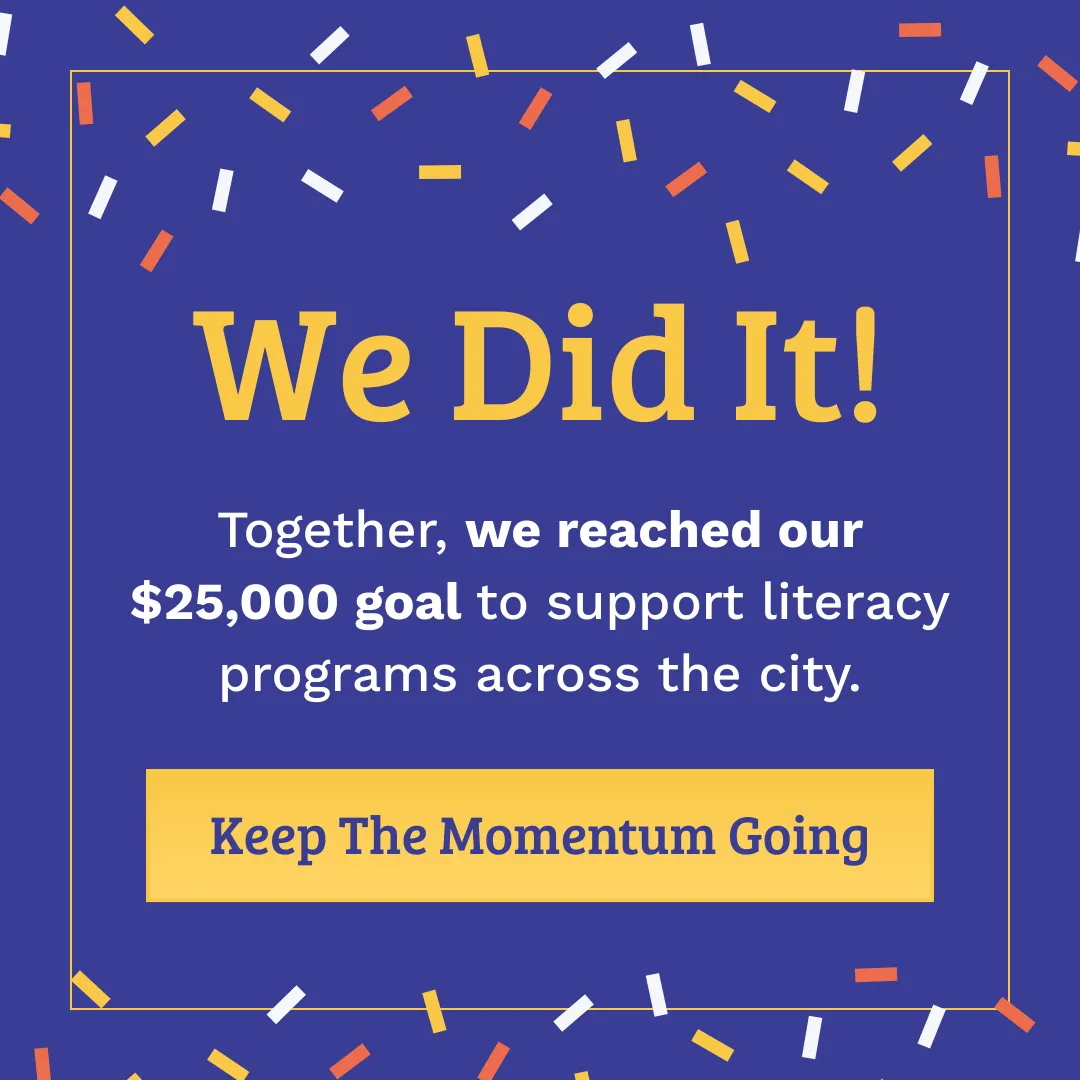 We Did It!
Together, we reached our
$25,000 goal to support literacy
programs across the city.
Keep The Momentum Going